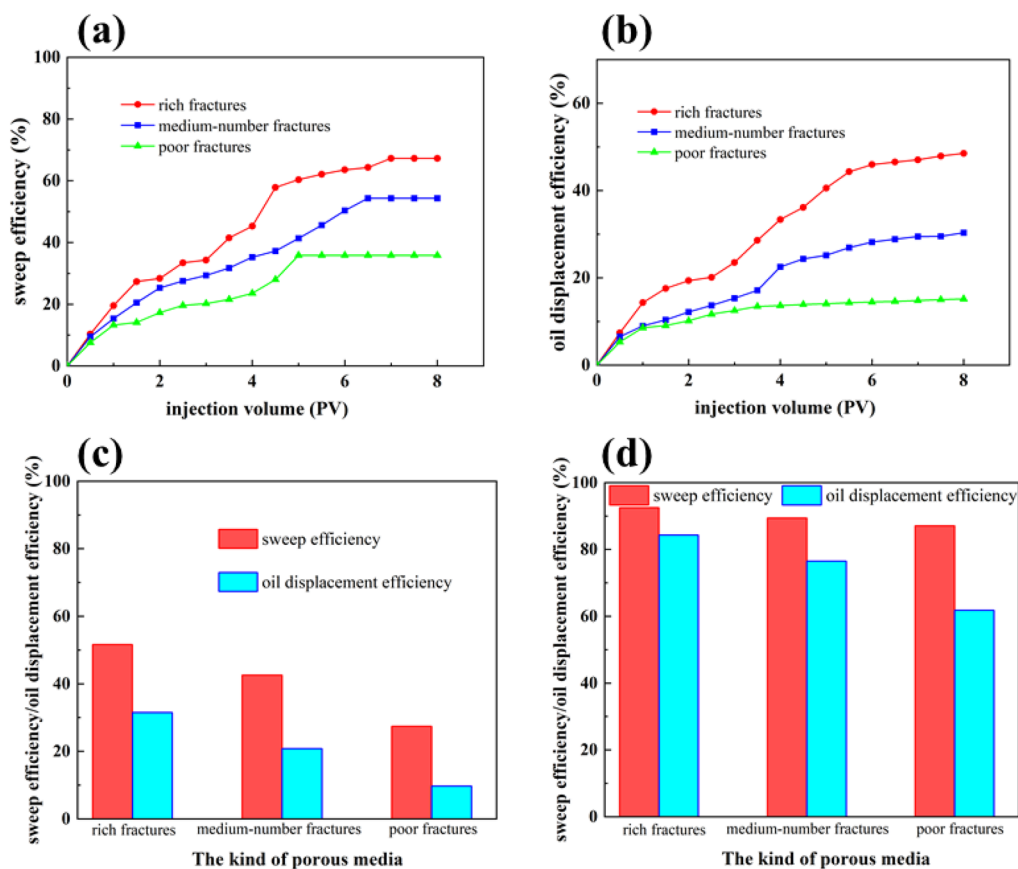 (a)
sweep efficiency (%)
100
80
60
40
20
0
rich fractures
medium-number fractures
poor fractures
0 2 4 6 8
injection volume (PV)
(b)
oil displacement efficiency (%)
60
40
20
0
rich fractures
medium-number fractures
poor fractures
0 2 4 6 8
injection volume (PV)
(c)
sweep efficiency/oil displacement efficiency (%)
100
80
60
40
20
0
sweep efficiency
oil displacement efficiency
rich fractures medium-number fractures poor fractures
The kind of porous media
(d)
sweep efficiency/oil displacement efficiency (%)
100
80
60
40
20
0
sweep efficiency oil displacement efficiency
rich fractures medium-number fractures poor fractures
The kind of porous media